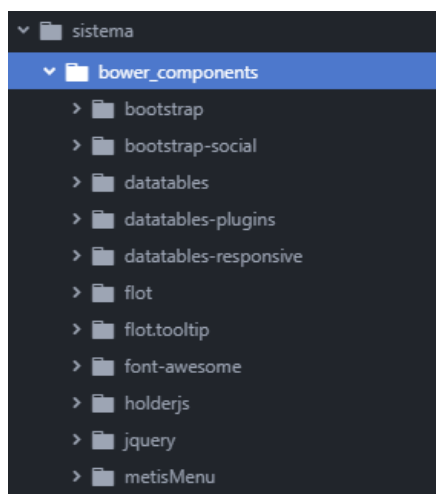 sistema
bower_components
bootstrap
bootstrap-social
datatables
datatables-plugins
datatables-responsive
flot
flot.tooltip
font-awesome
holderjs
jquery
metisMenu